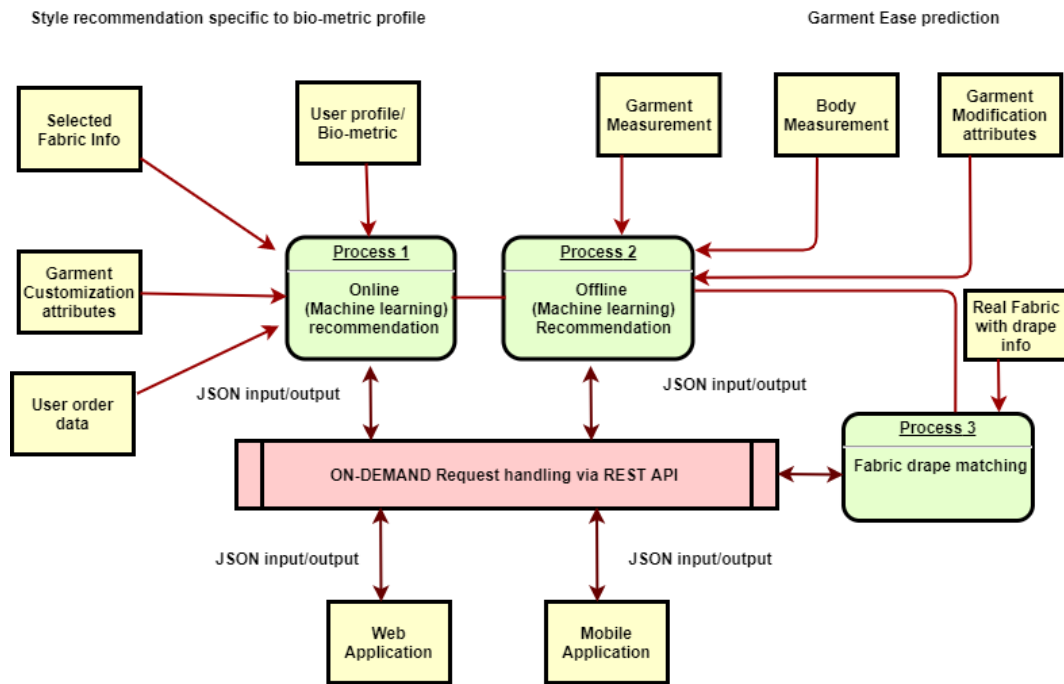 Style recommendation specific to bio-metric profile
Garment Ease prediction
Selected
Fabric Info
User profile/
Bio-metric
Garment
Measurement
Body
Measurement
Garment
Modification
attributes
Garment
Customization
attributes
User order
data
Process 1
Online
(Machine learning)
recommendation
Process 2
Offline
(Machine learning)
Recommendation
Real Fabric
with drape
info
JSON input/output
JSON input/output
Process 3
Fabric drape matching
ON-DEMAND Request handling via REST API
JSON input/output
JSON input/output
Web
Application
Mobile
Application